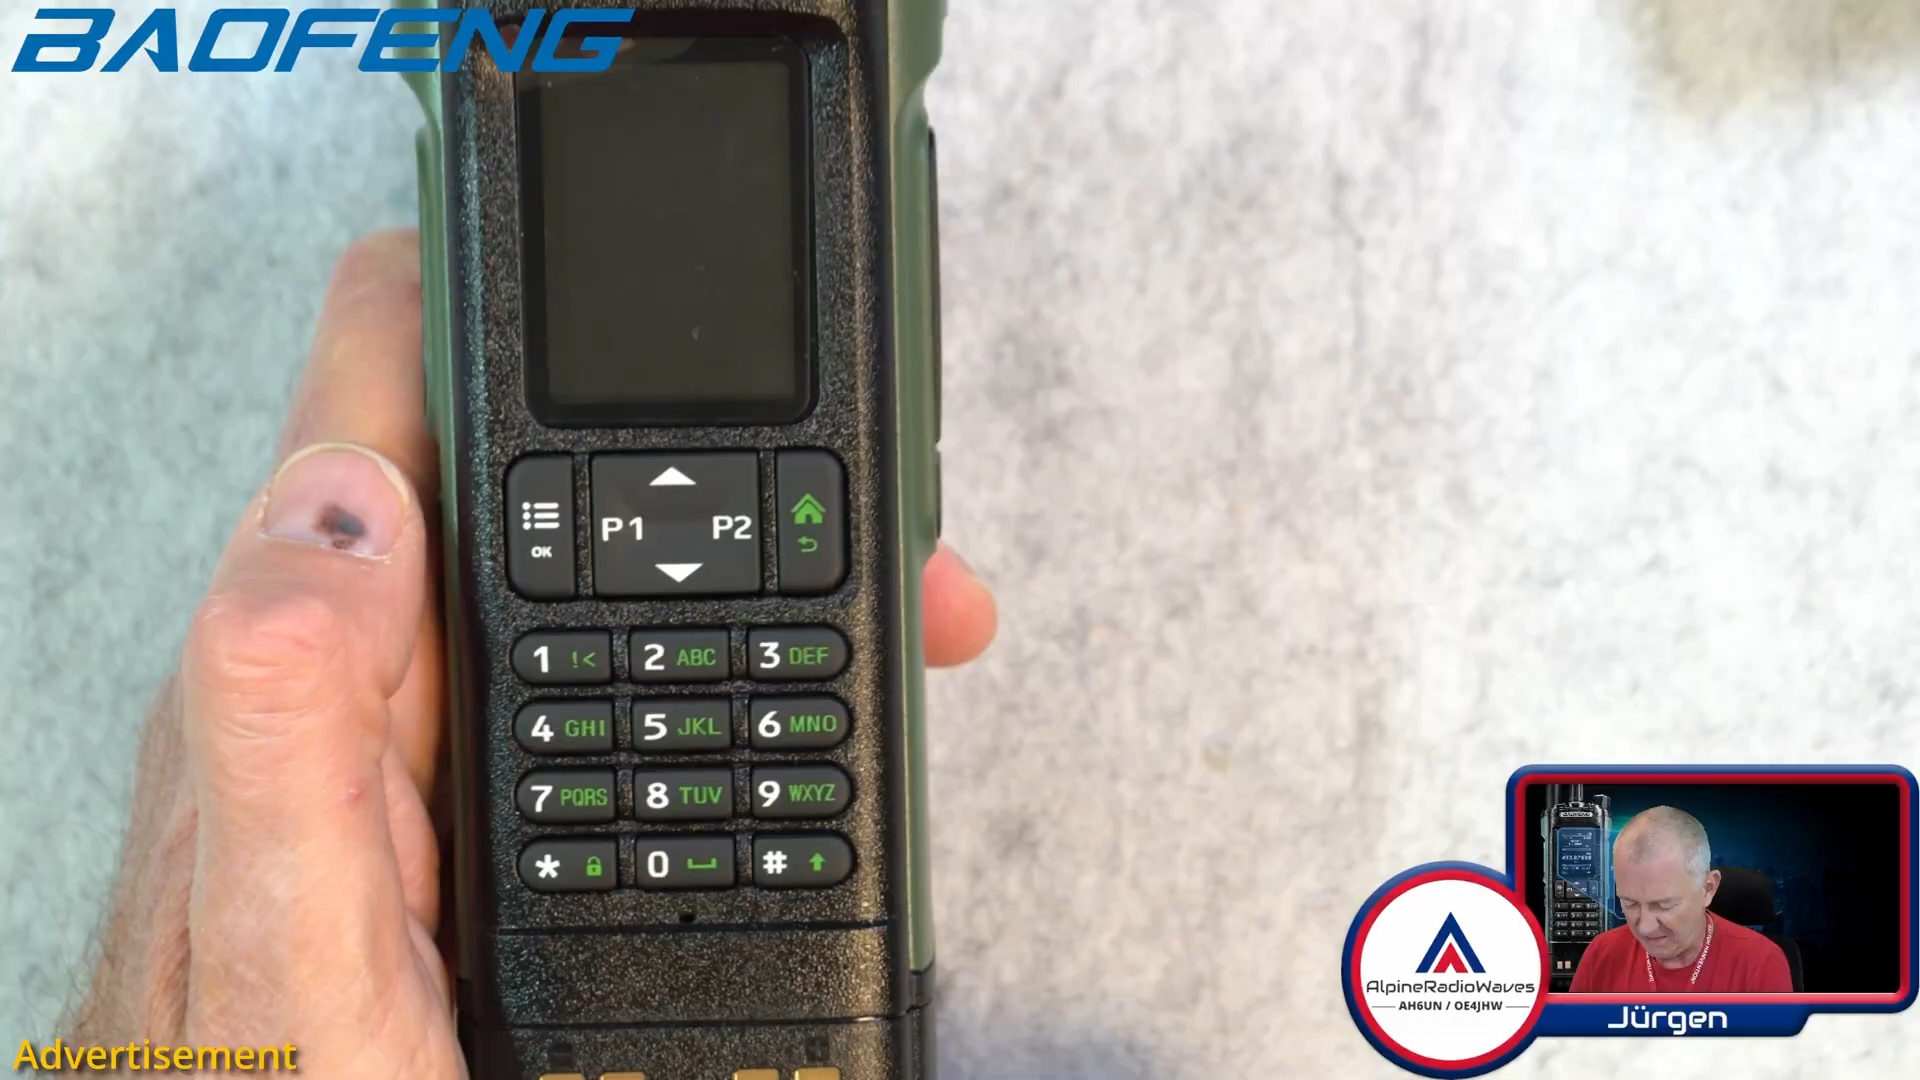 BAOFENG
P1 P2
OK
1 !< 2 ABC 3 DEF
4 GHI 5 JKL 6 MNO
7 PQRS 8 TUV 9 WXYZ
* 0 #
AlpineRadioWaves
AH6UN / OE4JHW
Jürgen
Advertisement